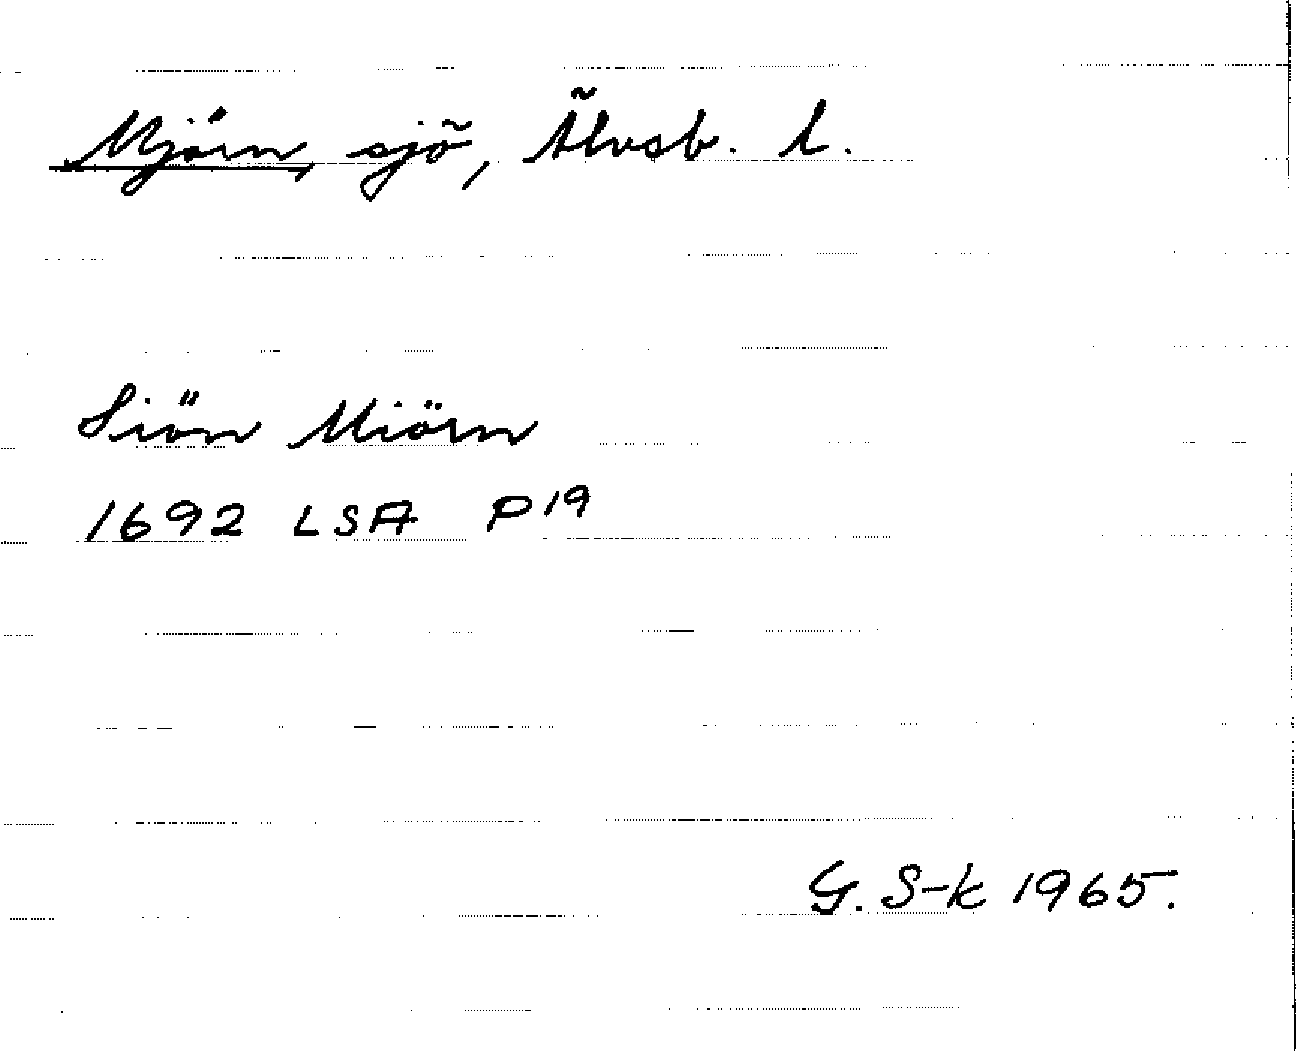 Mjörn, sjö, Älvsb. l.
Siön Miörn
1692 LSA P19
G. S-k 1965.